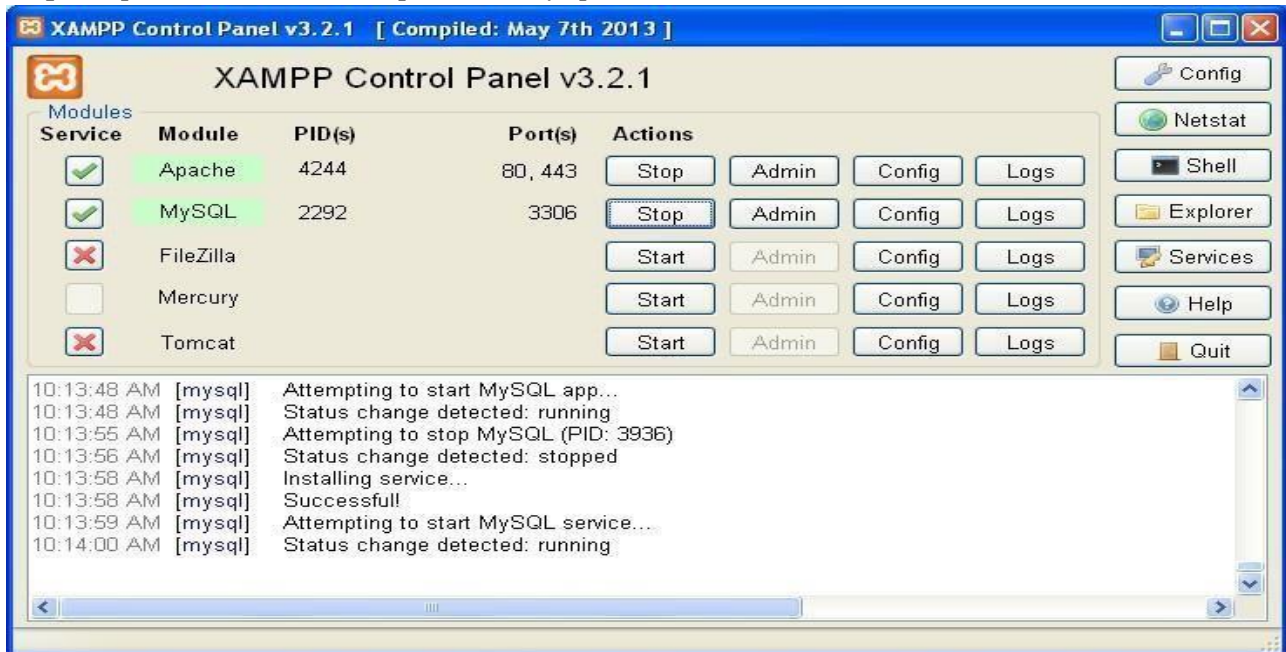 XAMPP Control Panel v3.2.1 [ Compiled: May 7th 2013 ]
XAMPP Control Panel v3.2.1
Config
Modules
Service Module PID(s) Port(s) Actions
Netstat
Apache 4244 80, 443 Stop Admin Config Logs
Shell
MySQL 2292 3306 Stop Admin Config Logs
Explorer
FileZilla Start Admin Config Logs
Services
Mercury Start Admin Config Logs
Help
Tomcat Start Admin Config Logs
Quit
10:13:48 AM [mysql] Attempting to start MySQL app...
10:13:48 AM [mysql] Status change detected: running
10:13:55 AM [mysql] Attempting to stop MySQL (PID: 3936)
10:13:56 AM [mysql] Status change detected: stopped
10:13:58 AM [mysql] Installing service...
10:13:58 AM [mysql] Successful!
10:13:59 AM [mysql] Attempting to start MySQL service...
10:14:00 AM [mysql] Status change detected: running